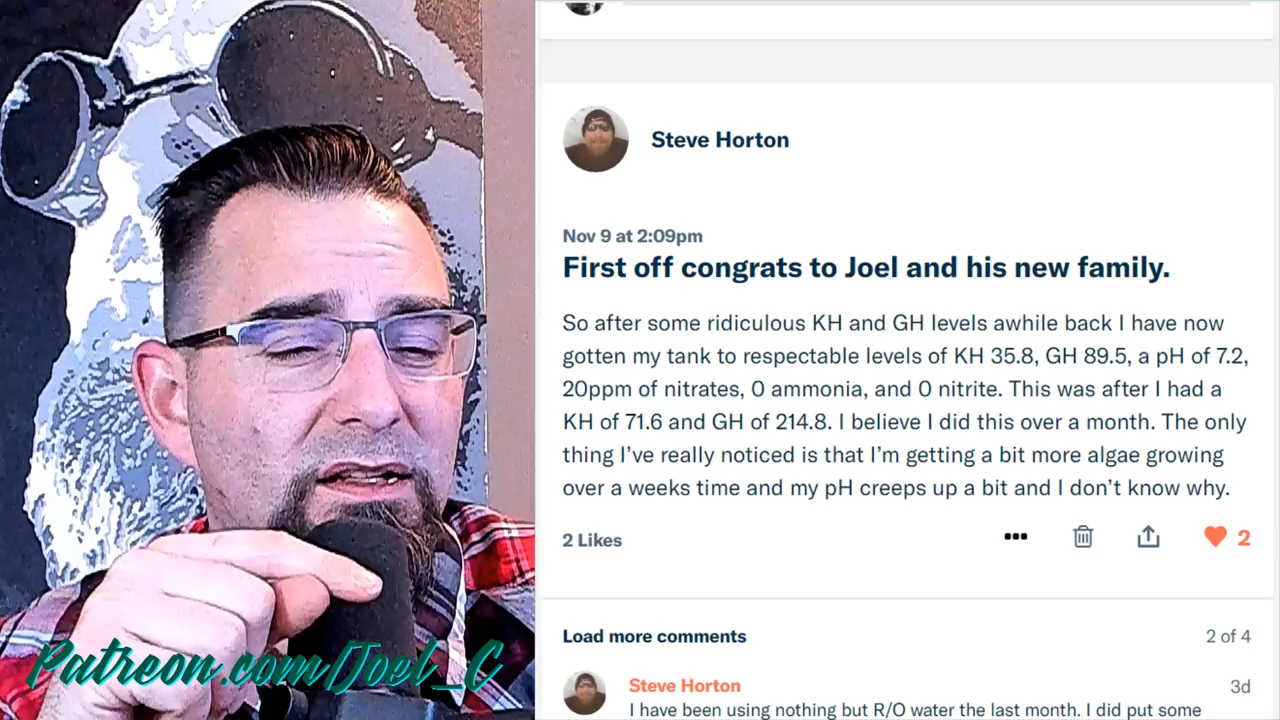 Steve Horton
Nov 9 at 2:09pm
First off congrats to Joel and his new family.
So after some ridiculous KH and GH levels awhile back I have now
gotten my tank to respectable levels of KH 35.8, GH 89.5, a pH of 7.2,
20ppm of nitrates, 0 ammonia, and 0 nitrite. This was after I had a
KH of 71.6 and GH of 214.8. I believe I did this over a month. The only
thing I've really noticed is that I'm getting a bit more algae growing
over a weeks time and my pH creeps up a bit and I don't know why.
2 Likes
2
Load more comments
2 of 4
Steve Horton
3d
I have been using nothing but R/O water the last month. I did put some
Patreon.com/Joel_C